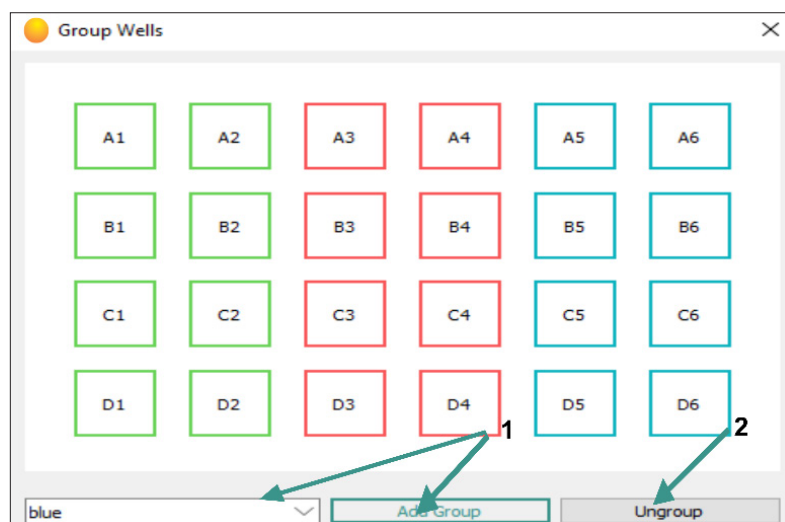 Group Wells
A1 A2 A3 A4 A5 A6
B1 B2 B3 B4 B5 B6
C1 C2 C3 C4 C5 C6
D1 D2 D3 D4 D5 D6
1 2
blue Add Group Ungroup